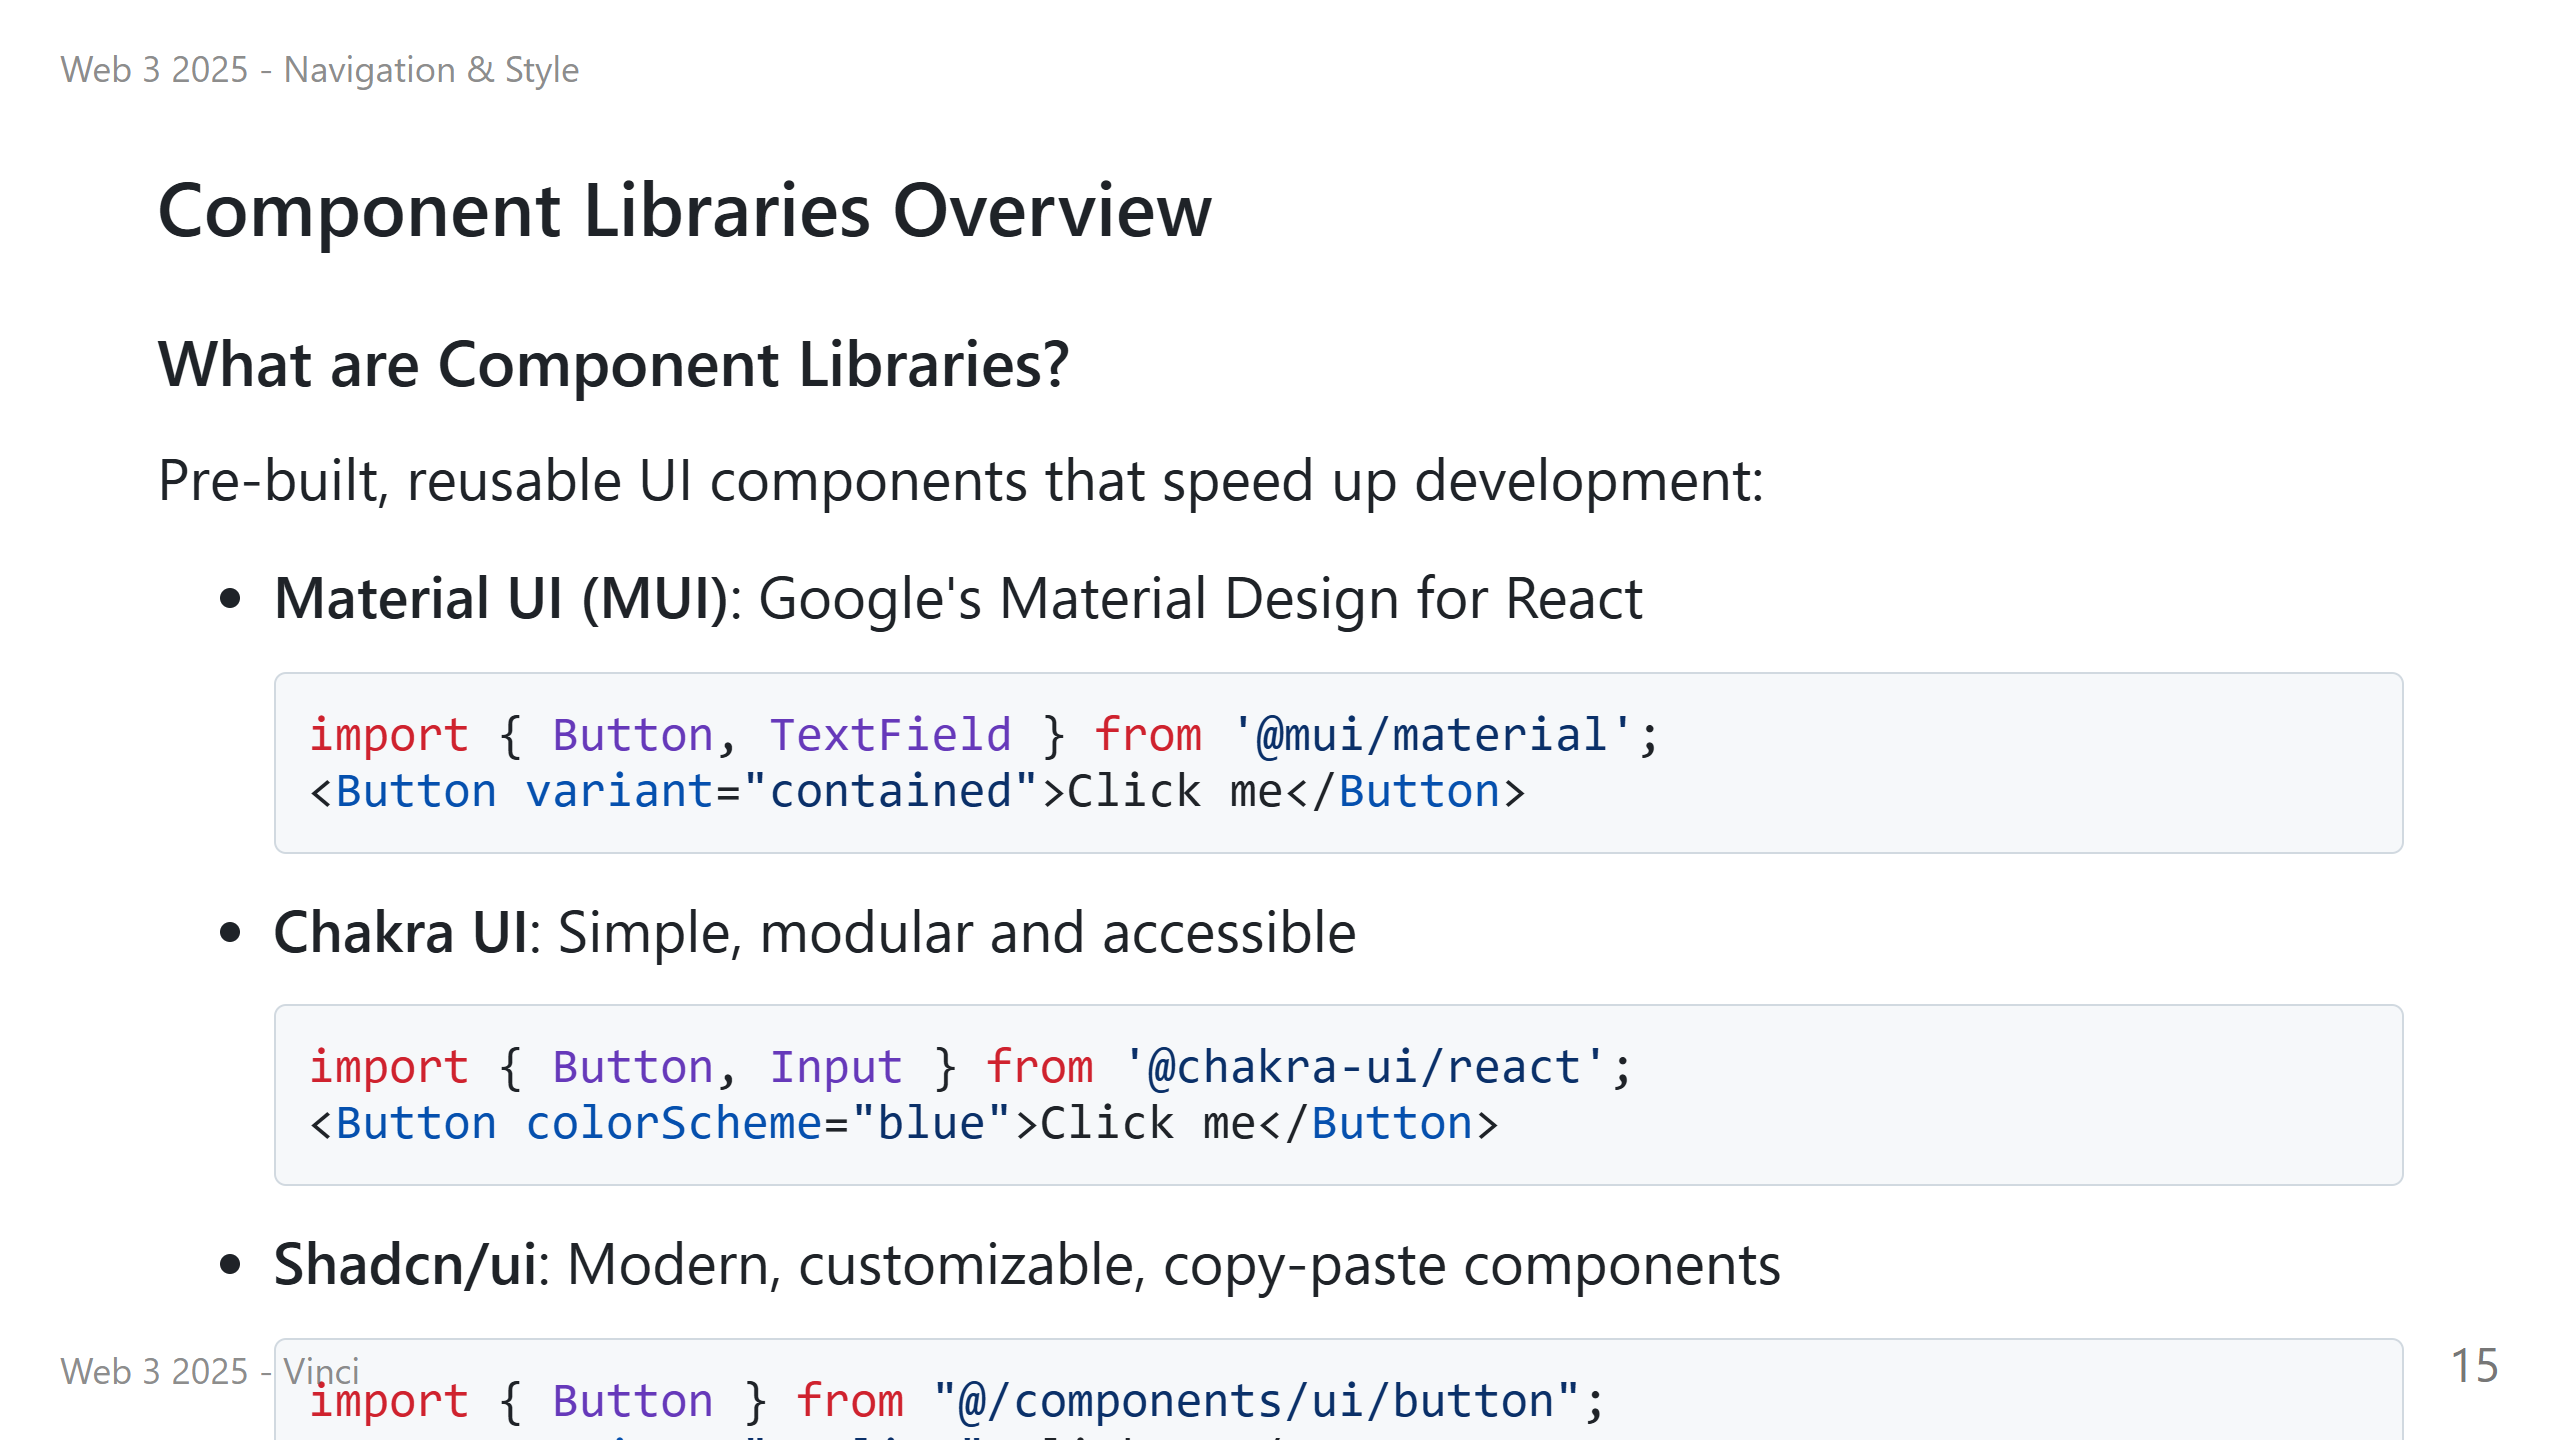 Web 3 2025 - Navigation & Style
Component Libraries Overview
What are Component Libraries?
Pre-built, reusable UI components that speed up development:
• Material UI (MUI): Google's Material Design for React
import { Button, TextField } from '@mui/material';
<Button variant="contained">Click me</Button>
• Chakra UI: Simple, modular and accessible
import { Button, Input } from '@chakra-ui/react';
<Button colorScheme="blue">Click me</Button>
• Shadcn/ui: Modern, customizable, copy-paste components
import { Button } from "@/components/ui/button";
Web 3 2025 - Vinci
15